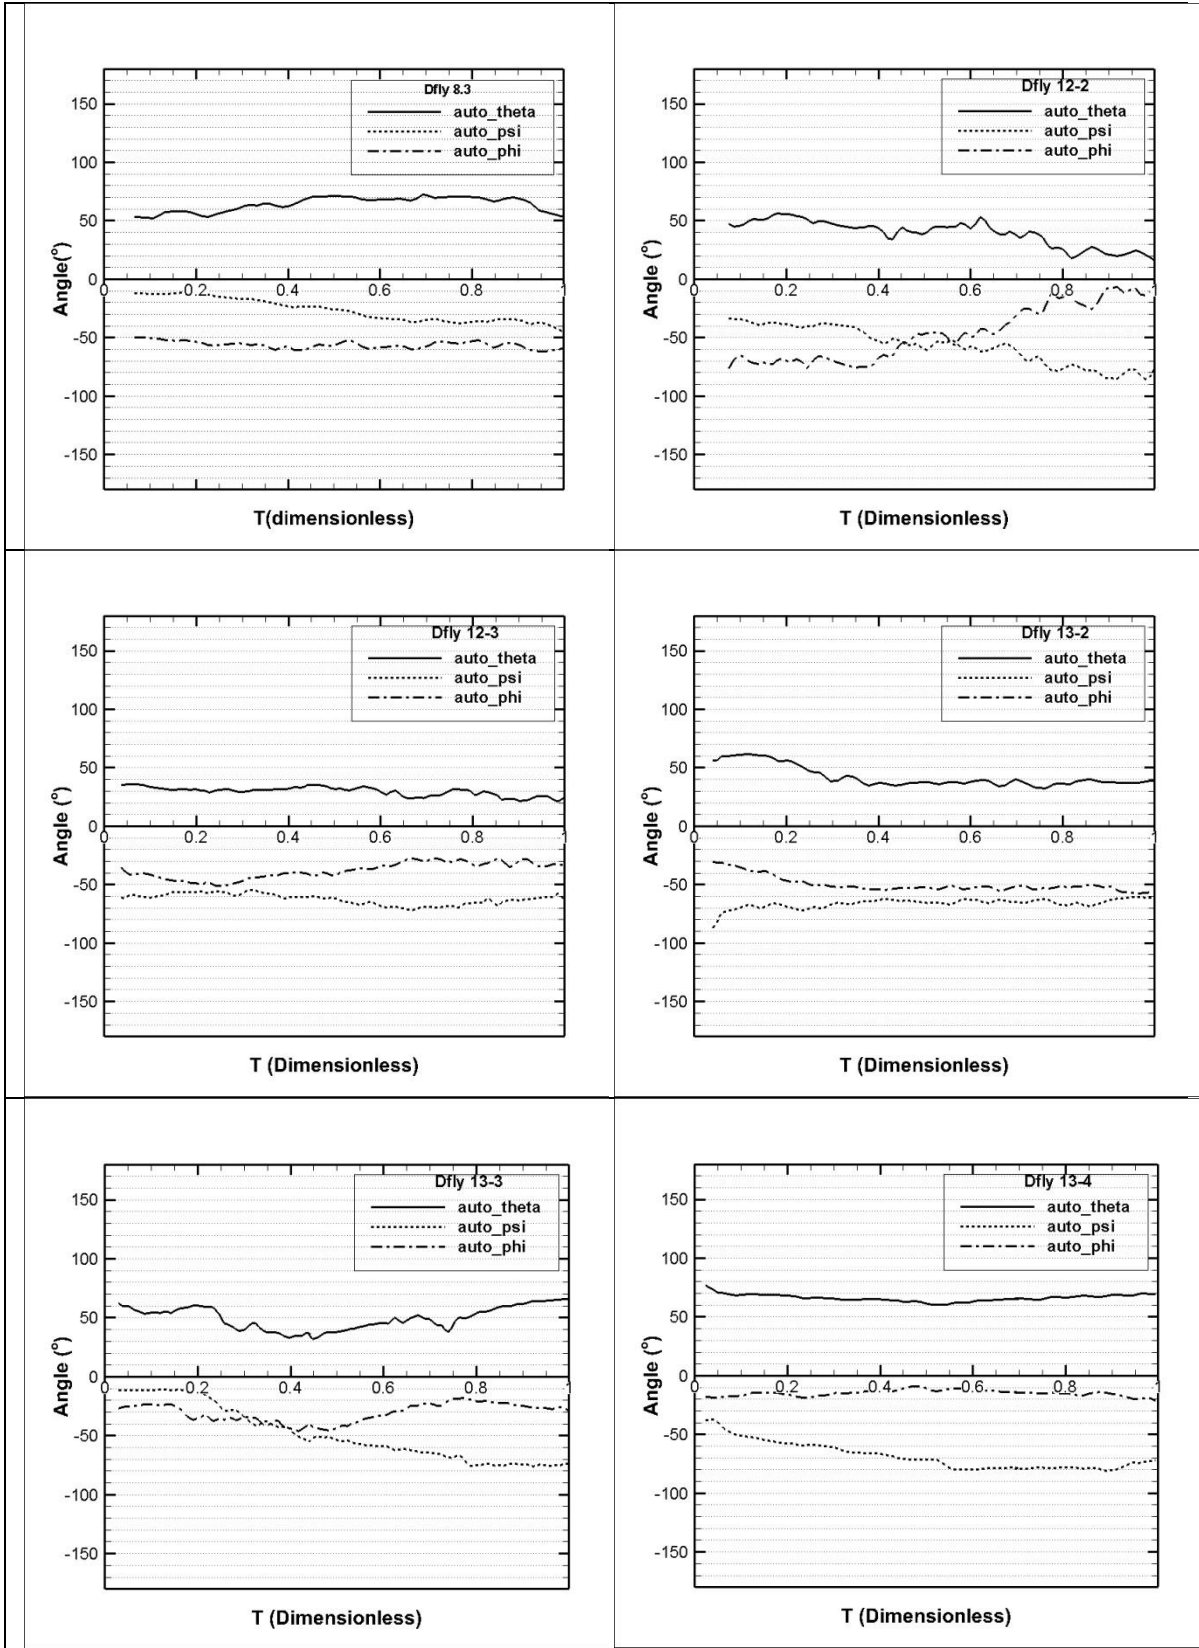 Dfly 8.3
auto_theta
auto_psi
auto_phi
150
100
50
0
-50
-100
-150
0 0.2 0.4 0.6 0.8 1
Angle(°)
T(dimensionless)
Dfly 12-2
auto_theta
auto_psi
auto_phi
150
100
50
0
-50
-100
-150
0 0.2 0.4 0.6 0.8 1
Angle (°)
T (Dimensionless)
Dfly 12-3
auto_theta
auto_psi
auto_phi
150
100
50
0
-50
-100
-150
0 0.2 0.4 0.6 0.8 1
Angle (°)
T (Dimensionless)
Dfly 13-2
auto_theta
auto_psi
auto_phi
150
100
50
0
-50
-100
-150
0 0.2 0.4 0.6 0.8 1
Angle (°)
T (Dimensionless)
Dfly 13-3
auto_theta
auto_psi
auto_phi
150
100
50
0
-50
-100
-150
0 0.2 0.4 0.6 0.8 1
Angle (°)
T (Dimensionless)
Dfly 13-4
auto_theta
auto_psi
auto_phi
150
100
50
0
-50
-100
-150
0 0.2 0.4 0.6 0.8 1
Angle (°)
T (Dimensionless)